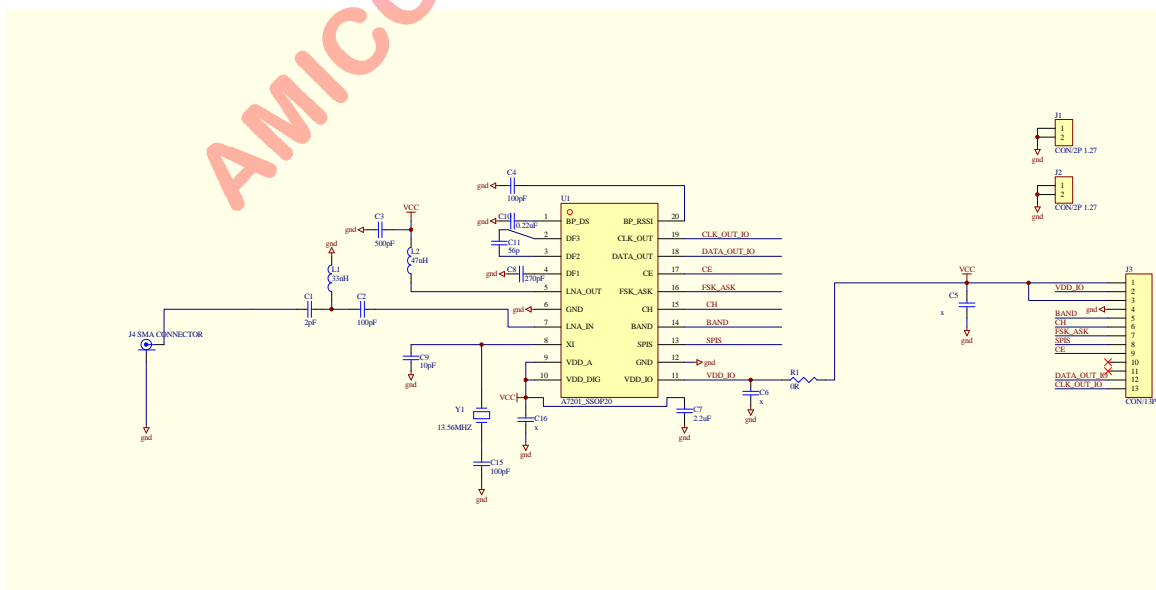 AMICC
J1
1
2
gnd
CON/2P 1.27
J2
1
2
gnd
CON/2P 1.27
C4
gnd
100pF
U1
C10
gnd
0.22uF
1
BP_DS
BP_RSSI
20
2
DF3
CLK_OUT
19
CLK_OUT_IO
C11
56p
3
DF2
DATA_OUT
18
DATA_OUT_IO
gnd
C8
270pF
4
DF1
CE
17
CE
5
LNA_OUT
FSK_ASK
16
FSK_ASK
gnd
6
GND
CH
15
CH
7
LNA_IN
BAND
14
BAND
8
XI
SPIS
13
SPIS
9
VDD_A
GND
12
gnd
10
VDD_DIG
VDD_IO
11
VDD_IO
A7201_SSOP20
VCC
C3
gnd
500pF
L2
47nH
gnd
L1
33nH
C1
2pF
C2
100pF
J4 SMA CONNECTOR
gnd
C9
10pF
gnd
Y1
13.56MHZ
C15
100pF
gnd
VCC
C16
x
gnd
C7
2.2uF
gnd
C6
x
gnd
R1
0R
VCC
C5
x
gnd
J3
1
VDD_IO
2
3
gnd
4
BAND
5
CH
6
FSK_ASK
7
SPIS
8
CE
9
10
11
DATA_OUT_IO
12
CLK_OUT_IO
13
CON/13P